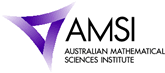 AMSI
AUSTRALIAN MATHEMATICAL
SCIENCES INSTITUTE